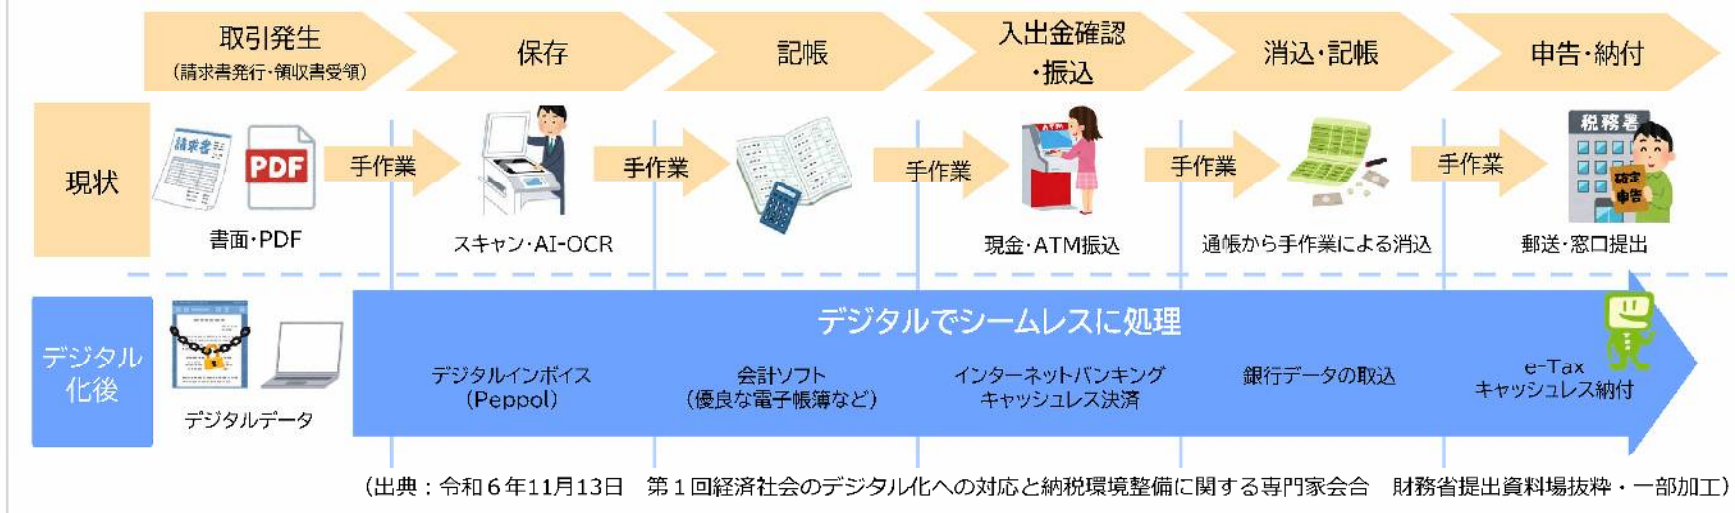 取引発生
(請求書発行・領収書受領)
保存
記帳
入出金確認
・振込
消込・記帳
申告・納付
現状
請求書
PDF
書面・PDF
手作業
スキャン・AI-OCR
手作業
手作業
ATM
現金・ATM振込
手作業
通帳から手作業による消込
手作業
税務署
確定
申告
郵送・窓口提出
デジタル
化後
デジタルデータ
デジタルでシームレスに処理
デジタルインボイス
(Peppol)
会計ソフト
(優良な電子帳簿など)
インターネットバンキング
キャッシュレス決済
銀行データの取込
e-Tax
キャッシュレス納付
(出典：令和6年11月13日　第1回経済社会のデジタル化への対応と納税環境整備に関する専門家会合　財務省提出資料場抜粋・一部加工)